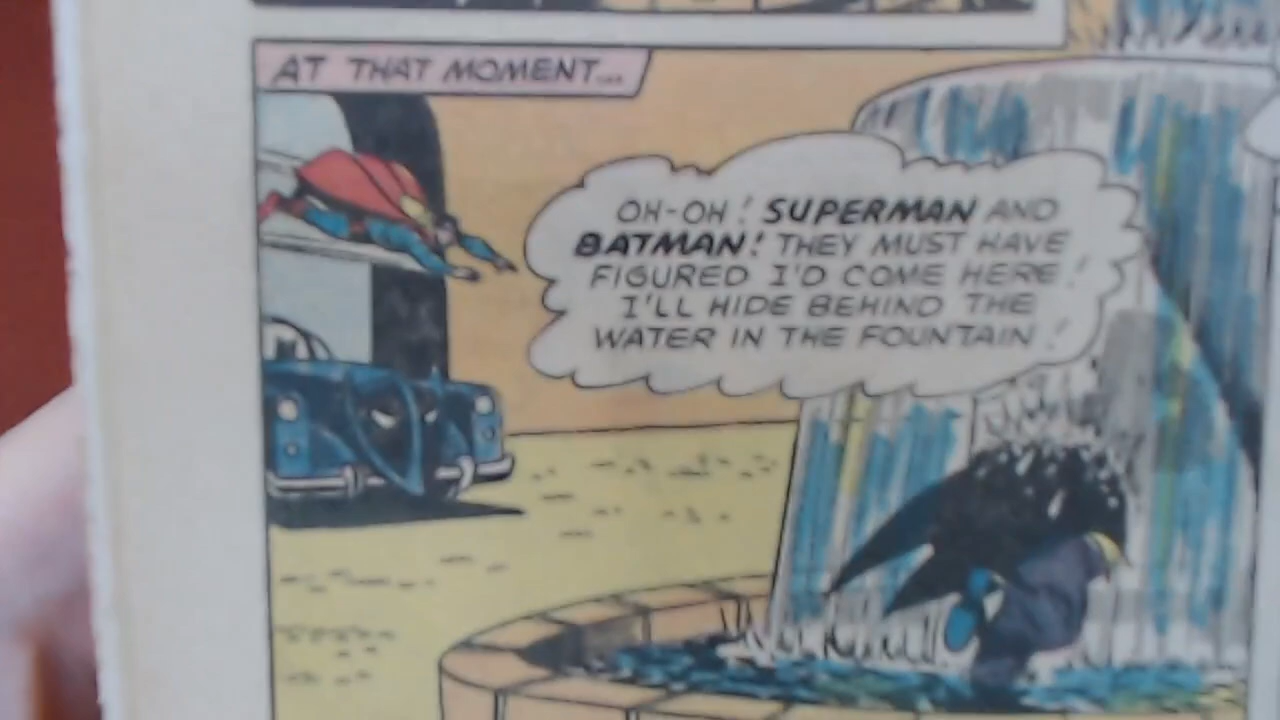 AT THAT MOMENT...
OH-OH! SUPERMAN AND
BATMAN! THEY MUST HAVE
FIGURED I'D COME HERE!
I'LL HIDE BEHIND THE
WATER IN THE FOUNTAIN!